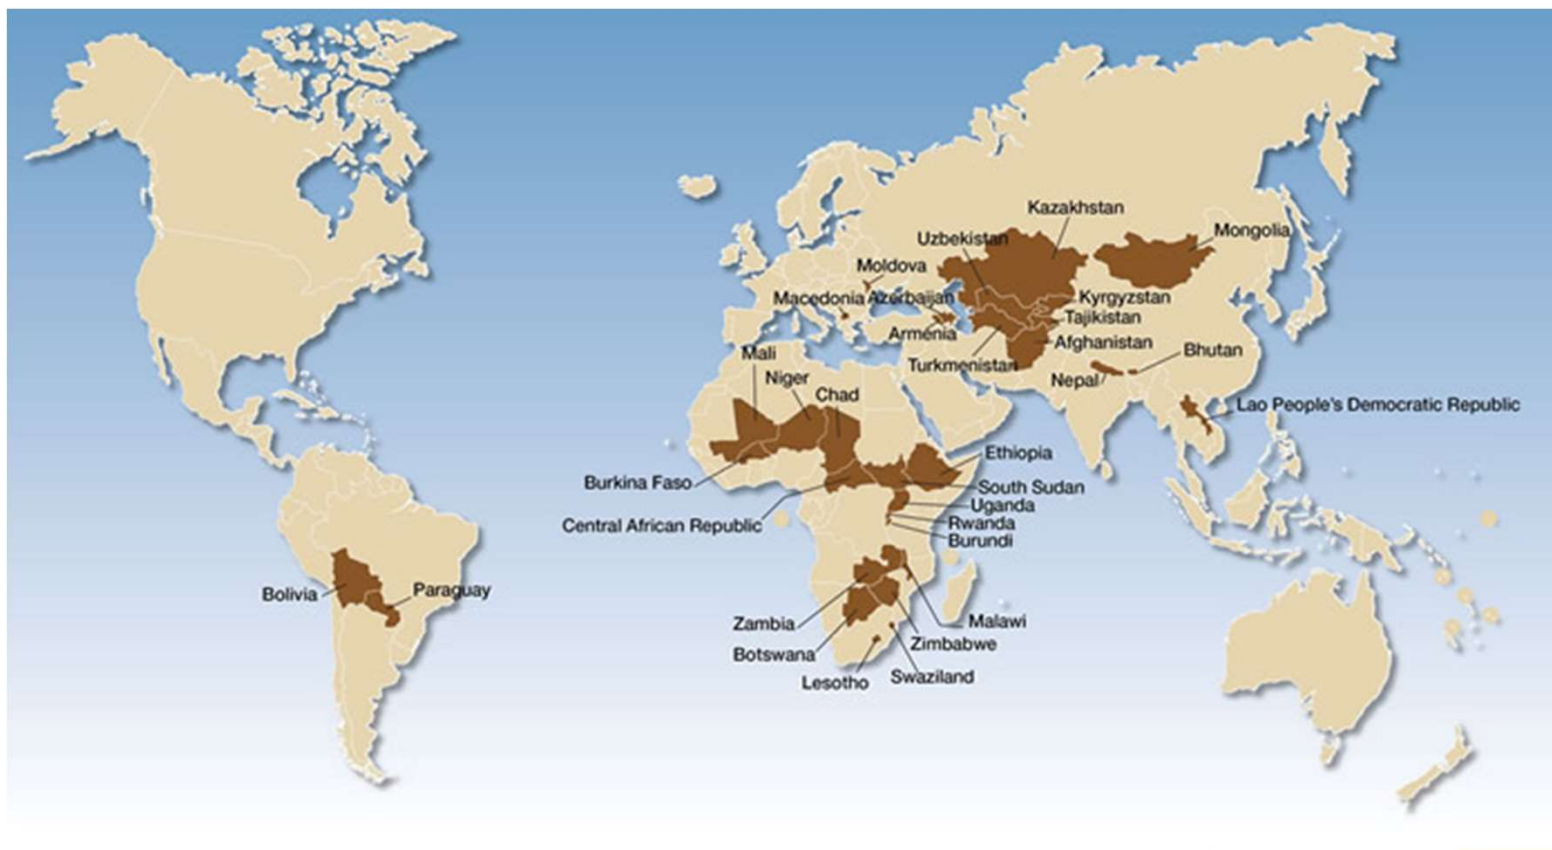 Kazakhstan
Mongolia
Uzbekistan
Moldova
Macedonia
Azerbaijan
Kyrgyzstan
Tajikistan
Armenia
Afghanistan
Bhutan
Turkmenistan
Nepal
Mali
Niger
Chad
Lao People's Democratic Republic
Ethiopia
Burkina Faso
South Sudan
Uganda
Central African Republic
Rwanda
Burundi
Bolivia
Paraguay
Zambia
Malawi
Zimbabwe
Botswana
Lesotho
Swaziland